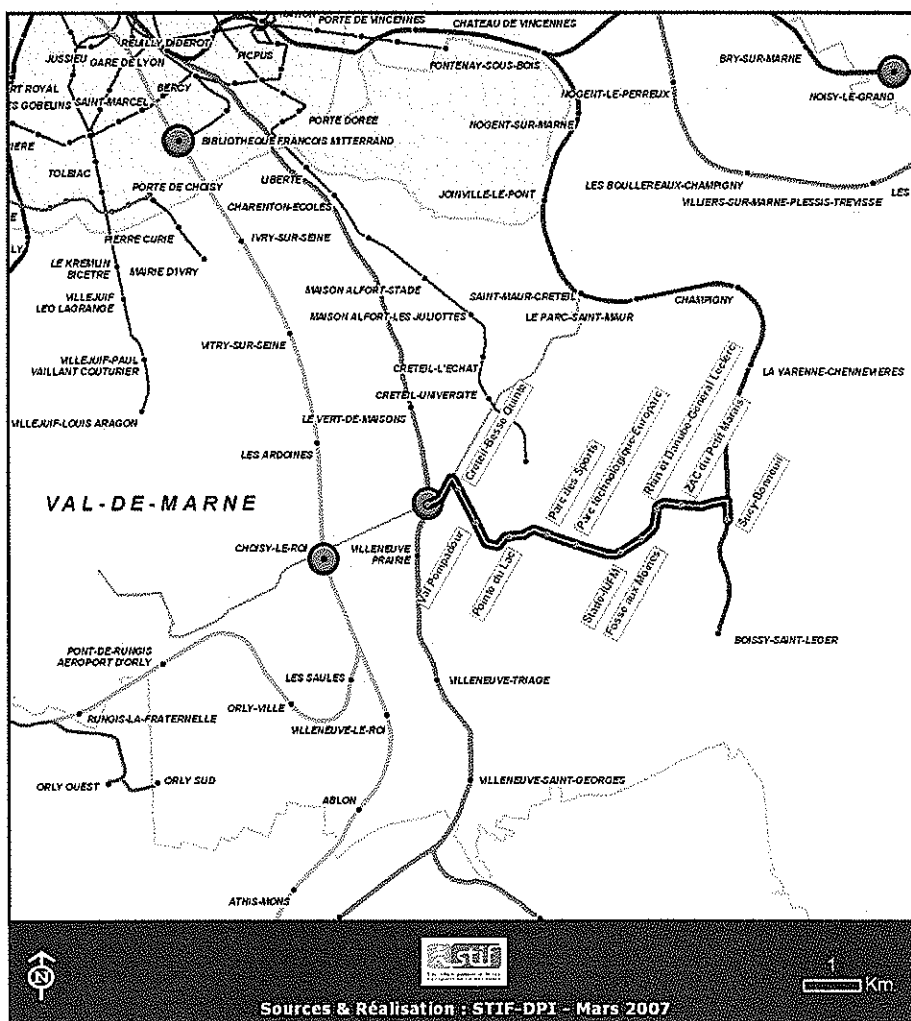 PORTE DE VINCENNES
CHATEAU DE VINCENNES
REUILLY DIDEROT
JUSSIEU
GARE DE LYON
PICPUS
FONTENAY-SOUS-BOIS
BRY-SUR-MARNE
BERCY
RT ROYAL
SAINT-MARCEL
S GOBELINS
NOGENT-LE-PERREUX
NOISY-LE-GRAND
PORTE DOREE
NOGENT-SUR-MARNE
BIBLIOTHEQUE FRANCOIS MITTERRAND
TOLBIAC
LIBERTE
PORTE DE CHOISY
CHARENTON-ECOLES
JOINVILLE-LE-PONT
LES BOULLEREAUX-CHAMPIGNY
LES
VILLIERS-SUR-MARNE-PLESSIS-TREVISSE
PIERRE CURIE
IVRY-SUR-SEINE
LE KREMLIN
BICETRE
MAIRIE D'IVRY
VILLEJUIF
LEO LAGRANGE
MAISON ALFORT-STADE
SAINT-MAUR-CRETEIL
CHAMPIGNY
MAISON ALFORT-LES JULIOTTES
LE PARC-SAINT-MAUR
VITRY-SUR-SEINE
VILLEJUIF-PAUL
VAILLANT COUTURIER
CRETEIL-L'ECHAT
LA VARENNE-CHENNEVIERES
CRETEIL-UNIVERSITE
VILLEJUIF-LOUIS ARAGON
LE VERT-DE-MAISONS
LES ARDOINES
Créteil-Besse Quinte
Parc des Sports
Parc technologique-Europarc
Rhin et Danube-Général Leclerc
ZAC du Petit Marais
Sucy-Bonneuil
VAL-DE-MARNE
CHOISY-LE-ROI
VILLENEUVE
PRAIRIE
Val Pompadour
Pointe du Lac
Stade-IUFM
Fosse aux Moines
BOISSY-SAINT-LEGER
PONT-DE-RUNGIS
AEROPORT D'ORLY
LES SAULES
VILLENEUVE-TRIAGE
ORLY-VILLE
RUNGIS-LA-FRATERNELLE
VILLENEUVE-LE-ROI
ORLY OUEST
ORLY SUD
VILLENEUVE-SAINT-GEORGES
ABLON
ATHIS-MONS
N
stif
1
Km
Sources & Réalisation : STIF-DPI - Mars 2007